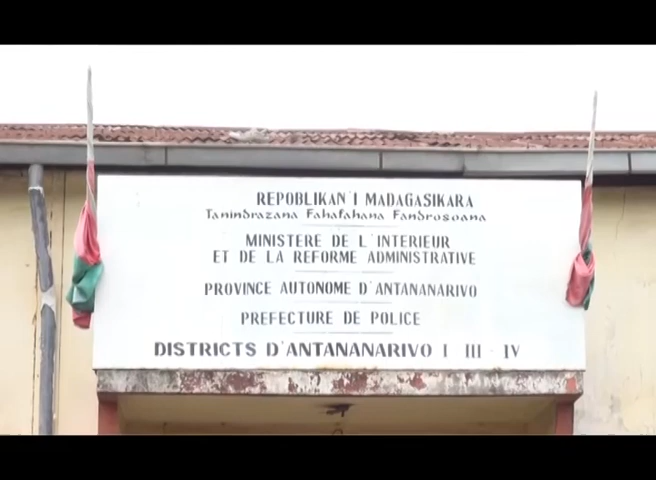 REPOBLIKAN'I MADAGASIKARA
Tanindrazana Fahafahana Fandrosoana
MINISTERE DE L'INTERIEUR
ET DE LA REFORME ADMINISTRATIVE
PROVINCE AUTONOME D'ANTANANARIVO
PREFECTURE DE POLICE
DISTRICTS D'ANTANANARIVO I III - IV